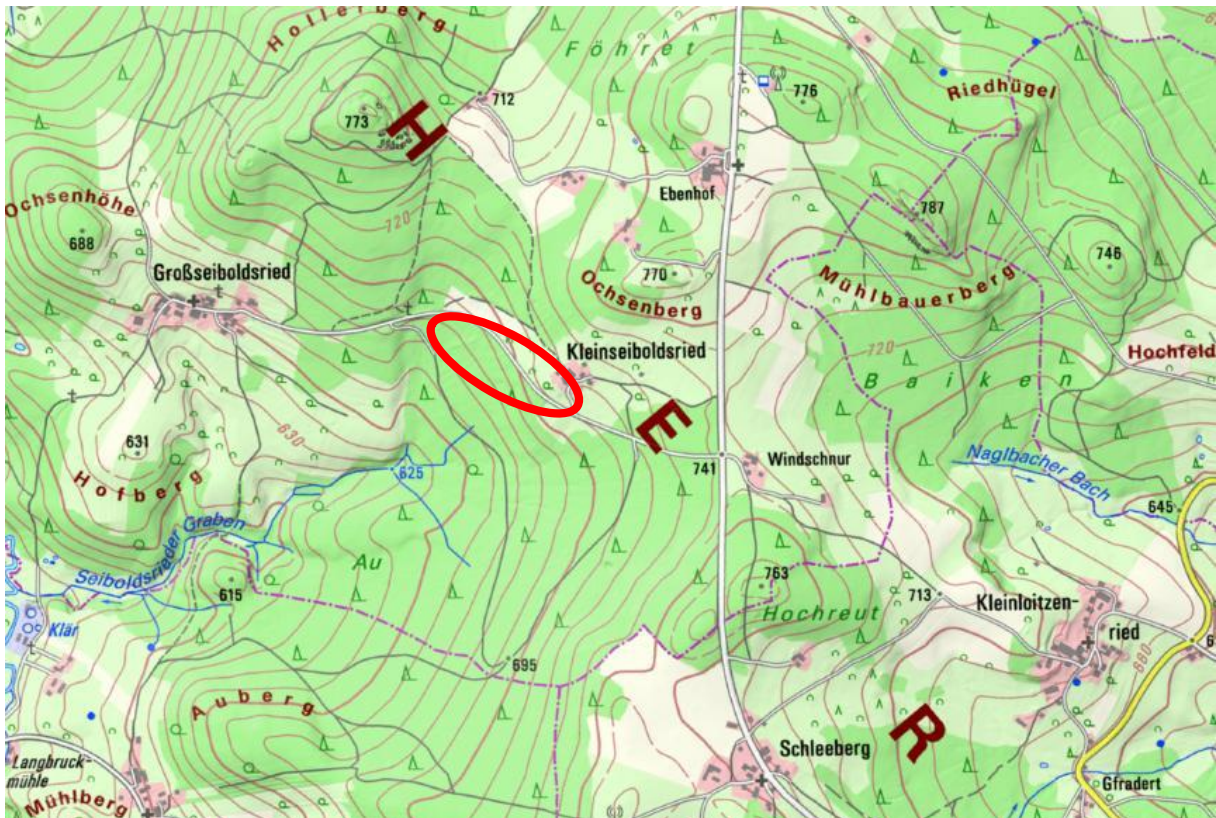 Hollerberg
Föhret
776
Riedhügel
712
773
H
Ebenhof
787
Ochsenhöhe
720
688
746
770
Großseiboldsried
Mühlbauerberg
Ochsenberg
Kleinseiboldsried
720
Hochfeld
Baiken
E
630
631
741
Windschnur
Naglbacher Bach
Hofberg
625
645
Seiboldsrieder Graben
Au
763
615
713
Kleinloitzen-
ried
Hochreut
Klär
695
680
Auberg
R
Schleeberg
Langbruck-
mühle
Gfradert
Mühlberg